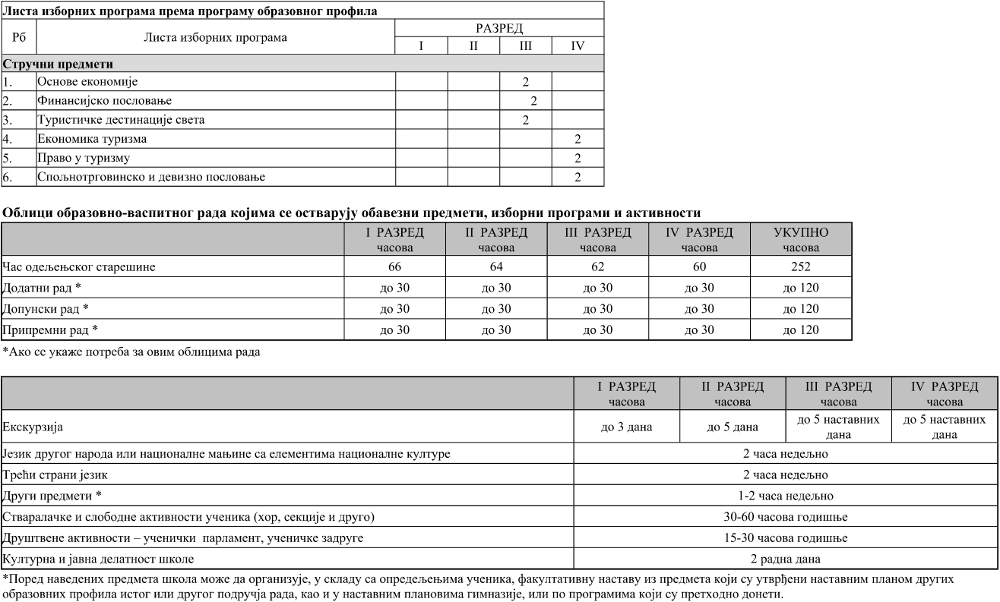 Листа изборних програма према програму образовног профила
Рб Листа изборних програма РАЗРЕД
I II III IV
Стручни предмети
1. Основе економије 2
2. Финансијско пословање 2
3. Туристичке дестинације света 2
4. Економика туризма 2
5. Право у туризму 2
6. Спољнотрговинско и девизно пословање 2
Облици образовно-васпитног рада којима се остварују обавезни предмети, изборни програми и активности
I РАЗРЕД II РАЗРЕД III РАЗРЕД IV РАЗРЕД УКУПНО
часова часова часова часова часова
Час одељенског старешине 66 64 62 60 252
Додатни рад * до 30 до 30 до 30 до 30 до 120
Допунски рад * до 30 до 30 до 30 до 30 до 120
Припремни рад * до 30 до 30 до 30 до 30 до 120
*Ако се укаже потреба за овим облицима рада
I РАЗРЕД II РАЗРЕД III РАЗРЕД IV РАЗРЕД
часова часова часова часова
Екскурзија до 3 дана до 5 дана до 5 наставних дана до 5 наставних дана
Језик другог народа или националне мањине са елементима националне културе 2 часа недељно
Трећи страни језик 2 часа недељно
Други предмети * 1-2 часа недељно
Стваралачке и слободне активности ученика (хор, секције и друго) 30-60 часова годишње
Друштвене активности – ученички парламент, ученичке задруге 15-30 часова годишње
Културна и јавна делатност школе 2 радна дана
*Поред наведених предмета школа може да организује, у складу са опредељењима ученика, факултативну наставу из предмета који су утврђени наставним планом других
образовних профила истог или другог подручја рада, као и у наставним плановима гимназије, или по програмима који су претходно донети.